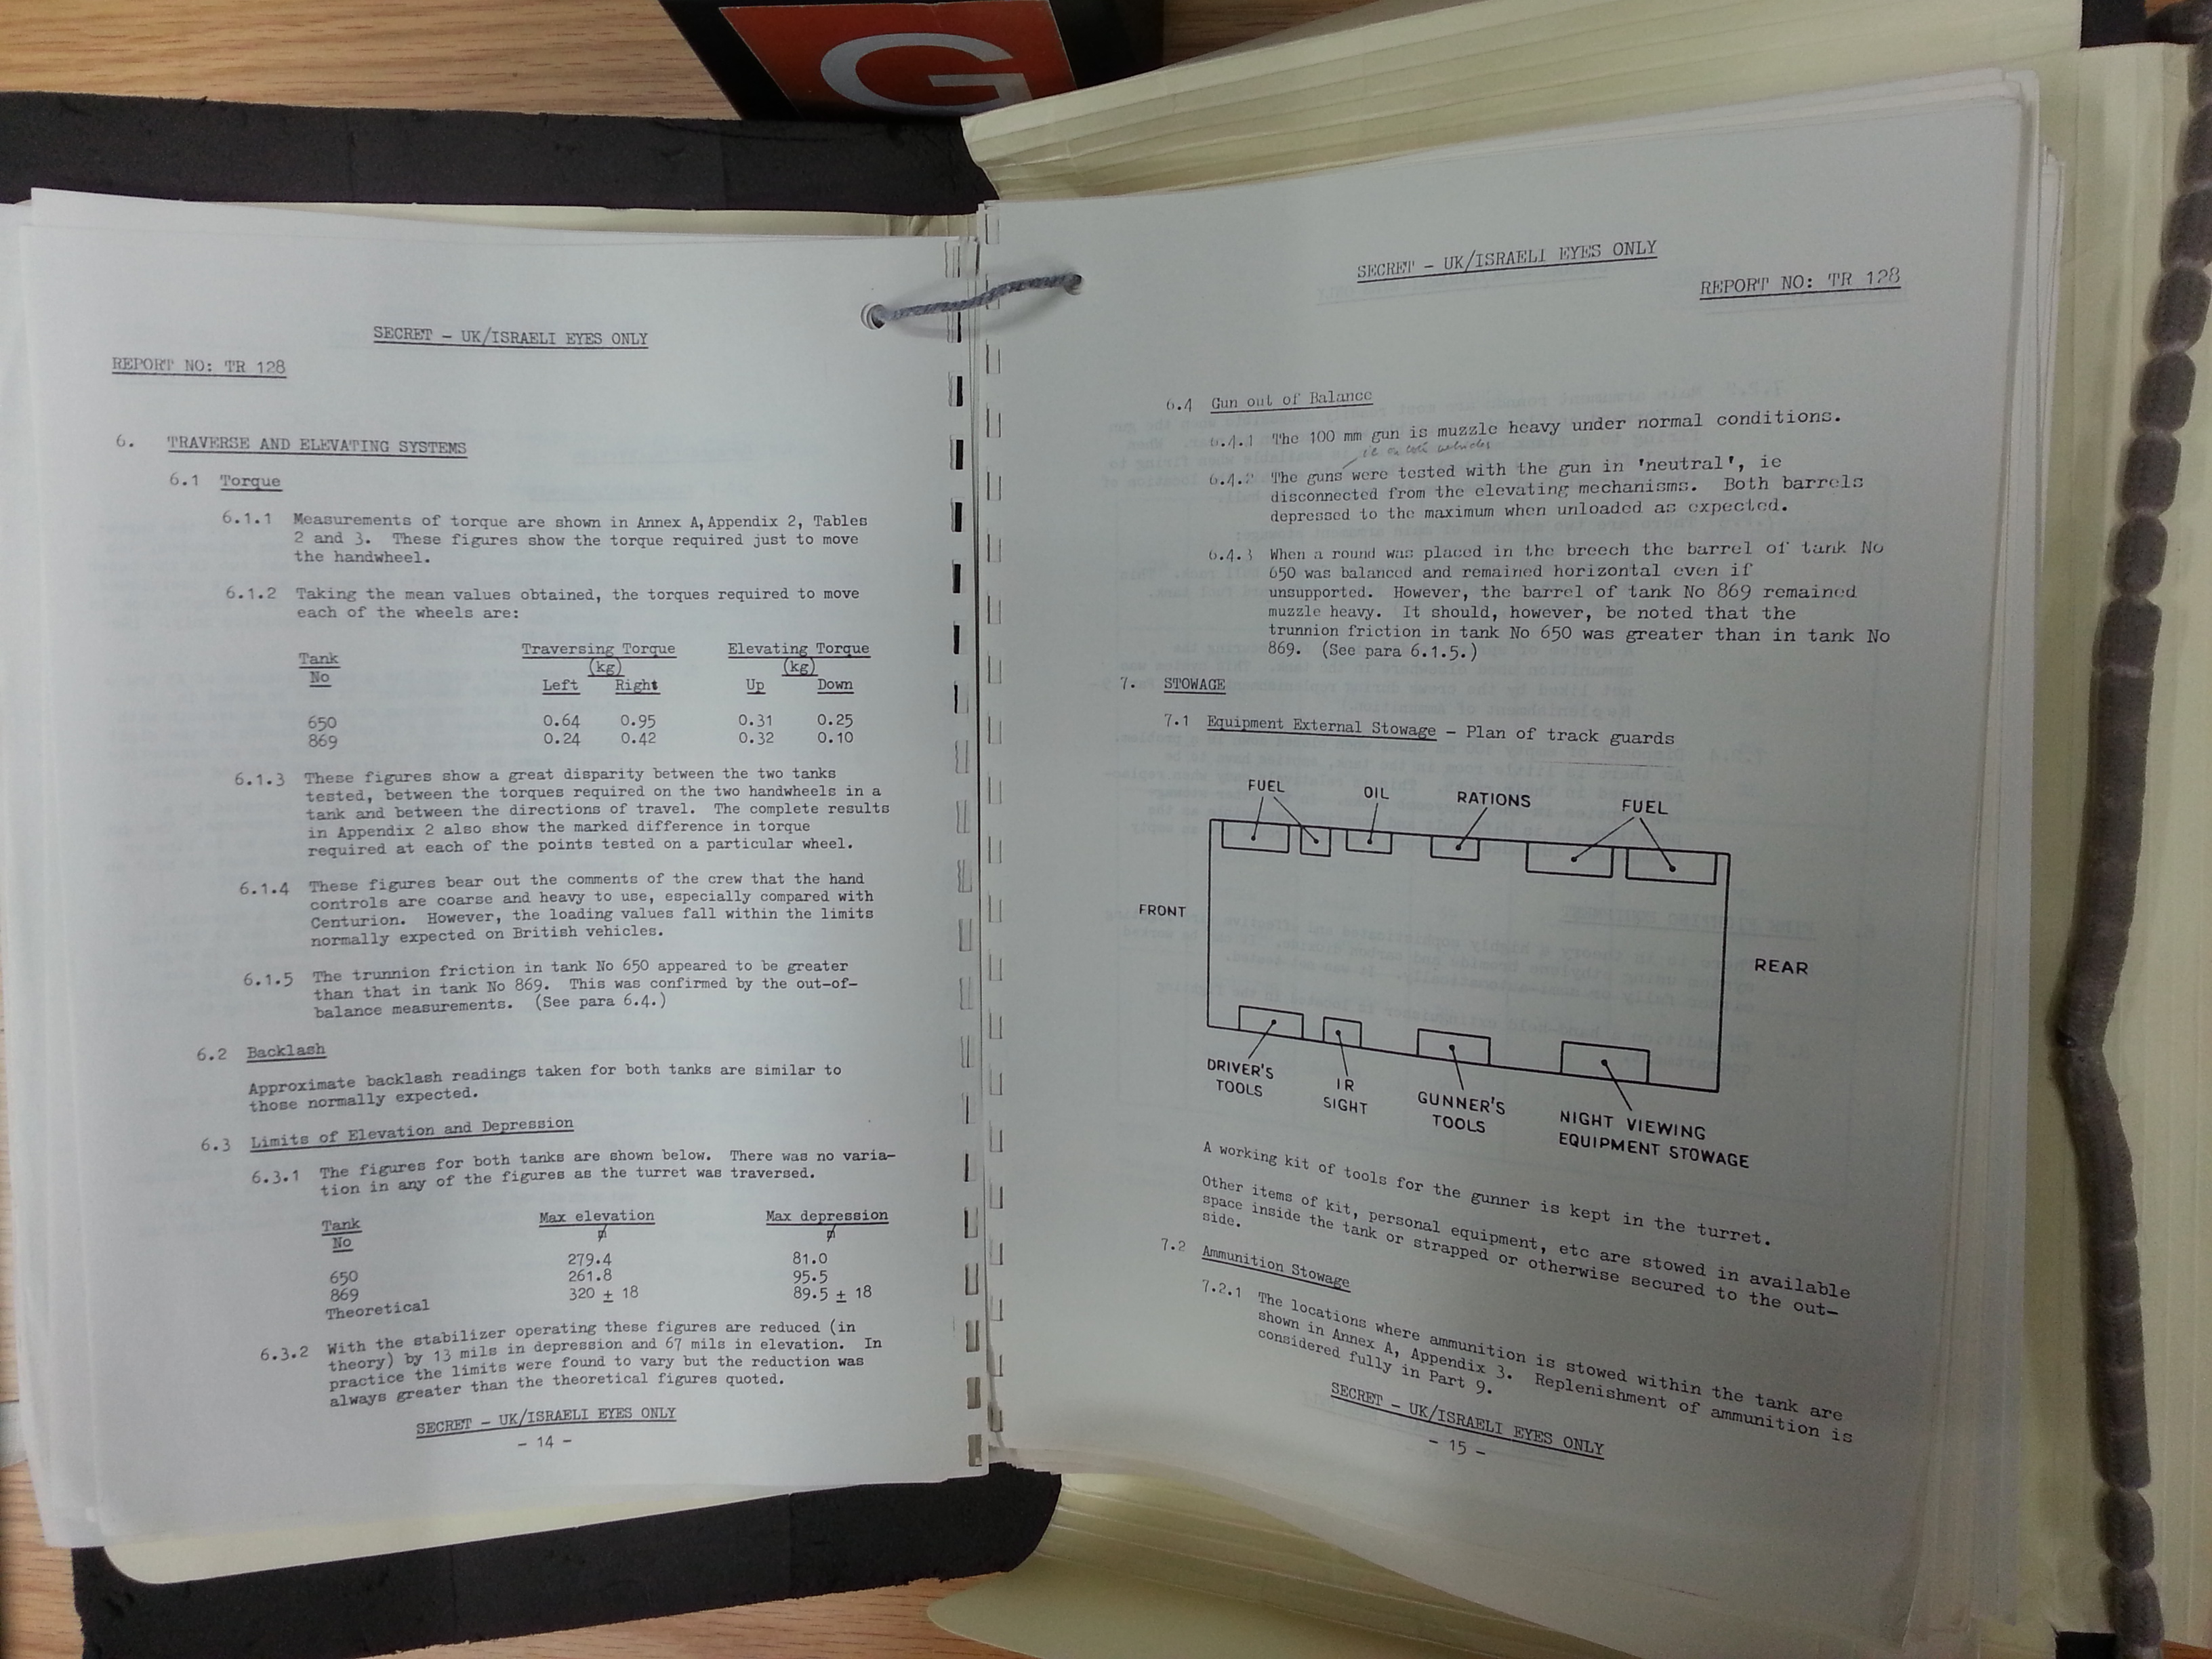 G
SECRET - UK/ISRAELI EYES ONLY
REPORT NO: TR 128
6. TRAVERSE AND ELEVATING SYSTEMS
6.1 Torque
6.1.1 Measurements of torque are shown in Annex A, Appendix 2, Tables
2 and 3. These figures show the torque required just to move
the handwheel.
6.1.2 Taking the mean values obtained, the torques required to move
each of the wheels are:
Tank No Traversing Torque (kg) Elevating Torque (kg)
Left Right Up Down
650 0.64 0.95 0.31 0.25
869 0.24 0.42 0.32 0.10
6.1.3 These figures show a great disparity between the two tanks
tested, between the torques required on the two handwheels in a
tank and between the directions of travel. The complete results
in Appendix 2 also show the marked difference in torque
required at each of the points tested on a particular wheel.
6.1.4 These figures bear out the comments of the crew that the hand
controls are coarse and heavy to use, especially compared with
Centurion. However, the loading values fall within the limits
normally expected on British vehicles.
6.1.5 The trunnion friction in tank No 650 appeared to be greater
than that in tank No 869. This was confirmed by the out-of-
balance measurements. (See para 6.4.)
6.2 Backlash
Approximate backlash readings taken for both tanks are similar to
those normally expected.
6.3 Limits of Elevation and Depression
6.3.1 The figures for both tanks are shown below. There was no varia-
tion in any of the figures as the turret was traversed.
Tank No Max elevation Max depression
650 279.4 81.0
869 261.8 95.5
Theoretical 320 ± 18 89.5 ± 18
6.3.2 With the stabilizer operating these figures are reduced (in
theory) by 13 mils in depression and 67 mils in elevation. In
practice the limits were found to vary but the reduction was
always greater than the theoretical figures quoted.
SECRET - UK/ISRAELI EYES ONLY
- 14 -
SECRET - UK/ISRAELI EYES ONLY
REPORT NO: TR 128
6.4 Gun out of Balance
6.4.1 The 100 mm gun is muzzle heavy under normal conditions.
ie on both vehicles
6.4.2 The guns were tested with the gun in 'neutral', ie
disconnected from the elevating mechanisms. Both barrels
depressed to the maximum when unloaded as expected.
6.4.3 When a round was placed in the breech the barrel of tank No
650 was balanced and remained horizontal even if
unsupported. However, the barrel of tank No 869 remained
muzzle heavy. It should, however, be noted that the
trunnion friction in tank No 650 was greater than in tank No
869. (See para 6.1.5.)
7. STOWAGE
7.1 Equipment External Stowage - Plan of track guards
FUEL OIL RATIONS FUEL
FRONT
REAR
DRIVER'S TOOLS
IR SIGHT
GUNNER'S TOOLS
NIGHT VIEWING EQUIPMENT STOWAGE
A working kit of tools for the gunner is kept in the turret.
Other items of kit, personal equipment, etc are stowed in available
space inside the tank or strapped or otherwise secured to the out-
side.
7.2 Ammunition Stowage
7.2.1 The locations where ammunition is stowed within the tank are
shown in Annex A, Appendix 3. Replenishment of ammunition is
considered fully in Part 9.
SECRET - UK/ISRAELI EYES ONLY
- 15 -